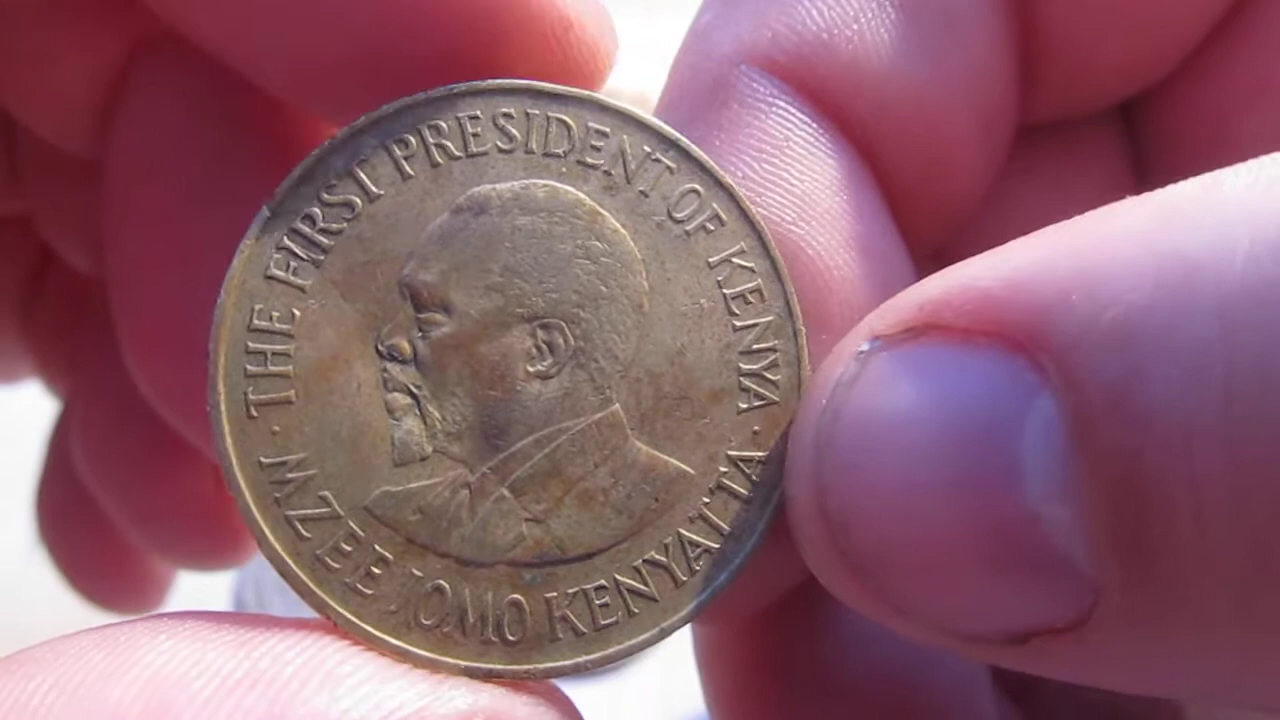 · THE FIRST PRESIDENT OF KENYA ·
MZEE JOMO KENYATTA